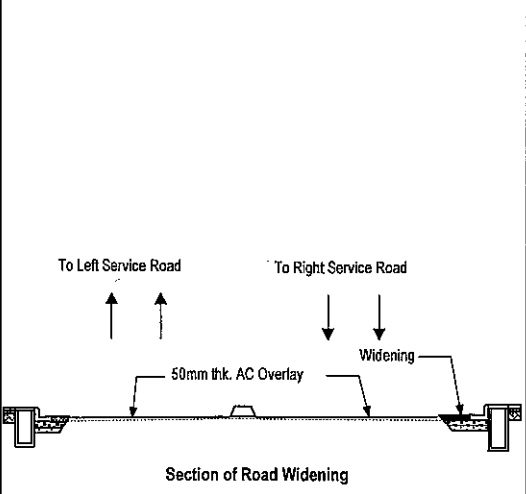 To Left Service Road
To Right Service Road
Widening
50mm thk. AC Overlay
Section of Road Widening